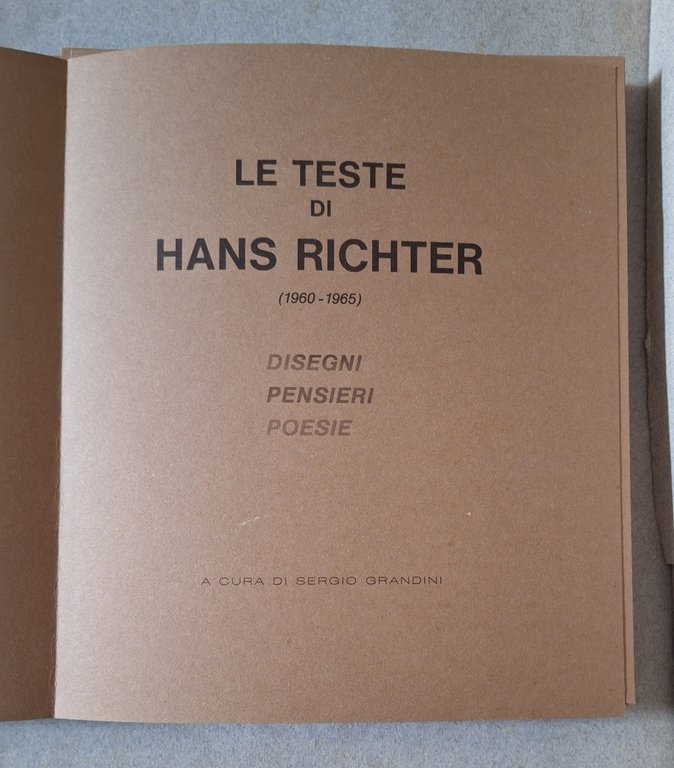 LE TESTE
DI
HANS RICHTER
(1960-1965)
DISEGNI
PENSIERI
POESIE
A CURA DI SERGIO GRANDINI